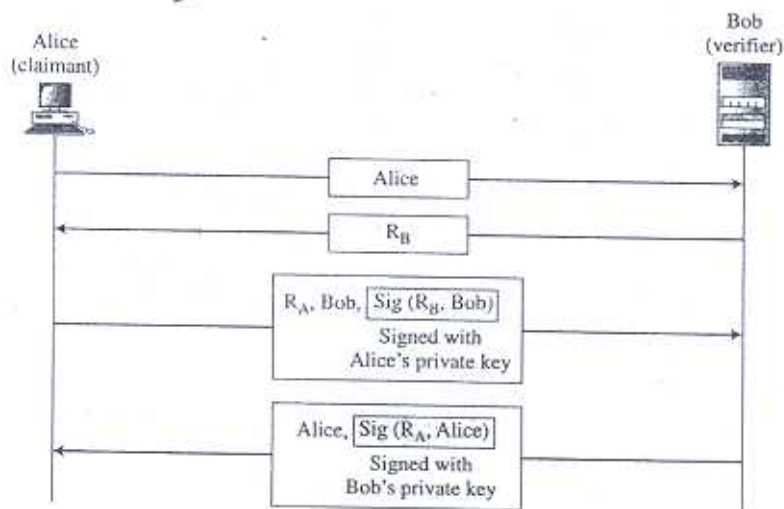 Alice
(claimant)
Bob
(verifier)
Alice
R_B
R_A, Bob, Sig (R_B, Bob)
Signed with
Alice's private key
Alice, Sig (R_A, Alice)
Signed with
Bob's private key